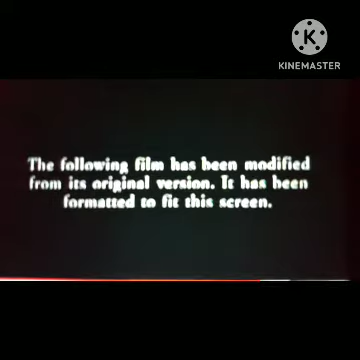 K
KINEMASTER
The following film has been modified
from its original version. It has been
formatted to fit this screen.